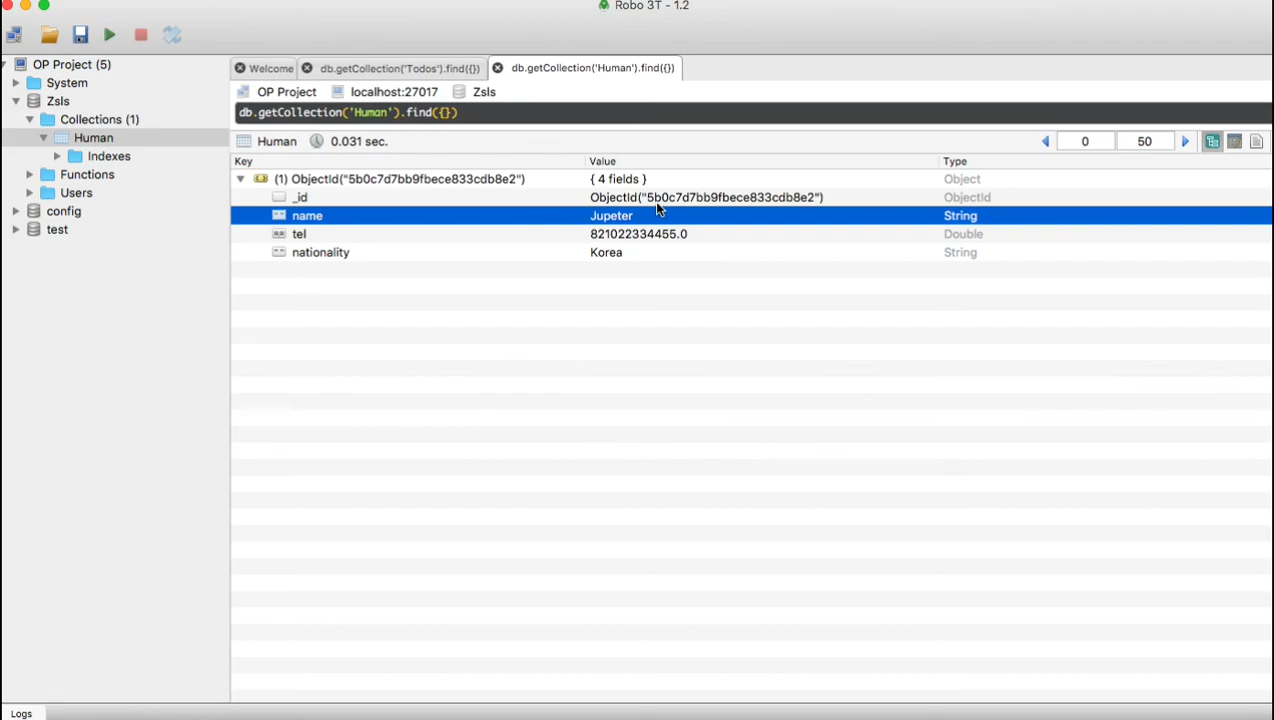 Robo 3T - 1.2
OP Project (5)
System
Zsls
Collections (1)
Human
Indexes
Functions
Users
config
test
Welcome
db.getCollection('Todos').find({})
db.getCollection('Human').find({})
OP Project localhost:27017 Zsls
db.getCollection('Human').find({})
Human 0.031 sec. 0 50
Key Value Type
(1) ObjectId("5b0c7d7bb9fbece833cdb8e2") { 4 fields } Object
_id ObjectId("5b0c7d7bb9fbece833cdb8e2") ObjectId
name Jupeter String
tel 821022334455.0 Double
nationality Korea String
Logs